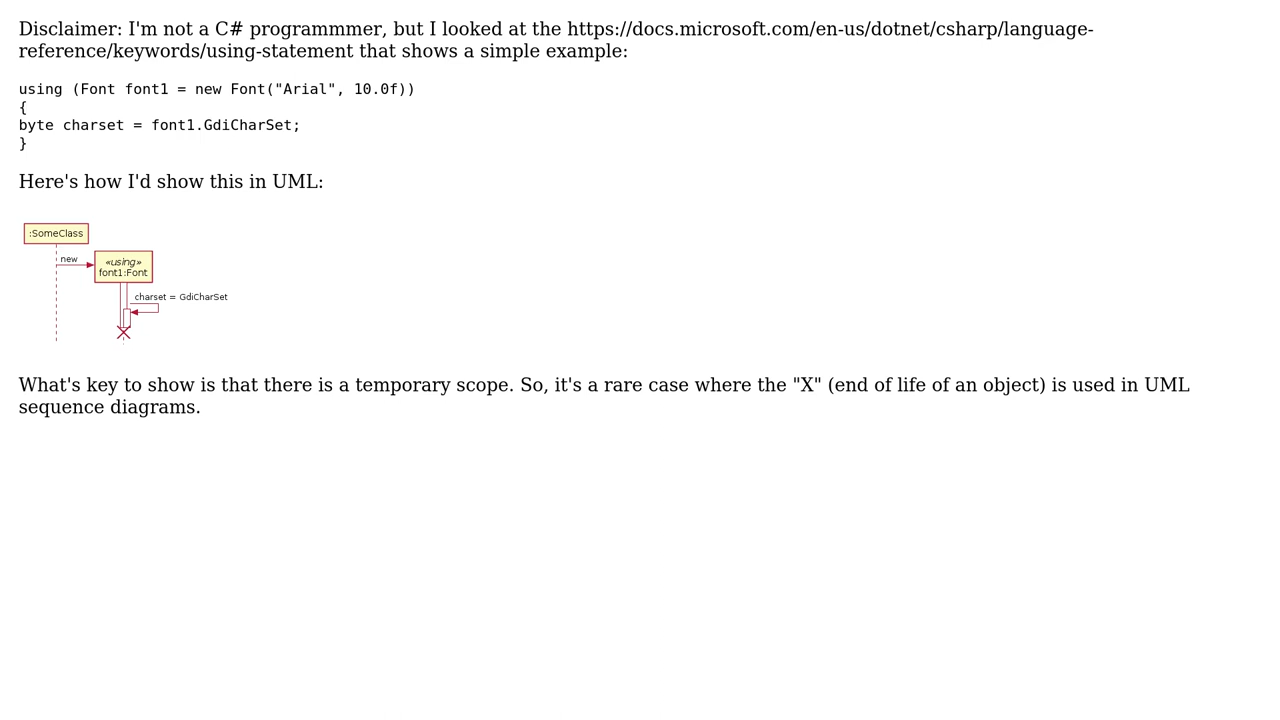 Disclaimer: I'm not a C# programmmer, but I looked at the https://docs.microsoft.com/en-us/dotnet/csharp/language-
reference/keywords/using-statement that shows a simple example:
using (Font font1 = new Font("Arial", 10.0f))
{
byte charset = font1.GdiCharSet;
}
Here's how I'd show this in UML:
:SomeClass
new
«using»
font1:Font
charset = GdiCharSet
What's key to show is that there is a temporary scope. So, it's a rare case where the "X" (end of life of an object) is used in UML
sequence diagrams.